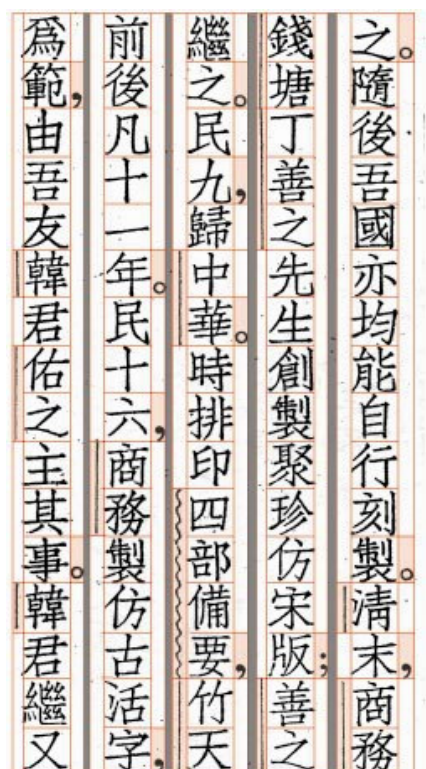 之。隨後吾國亦均能自行刻製。清末，商務
錢塘丁善之先生創製聚珍仿宋版；善之
繼之。民九，歸中華。時排印四部備要，竹天
前後凡十一年。民十六，商務製仿古活字，
爲範，由吾友韓君佑之主其事。韓君繼又